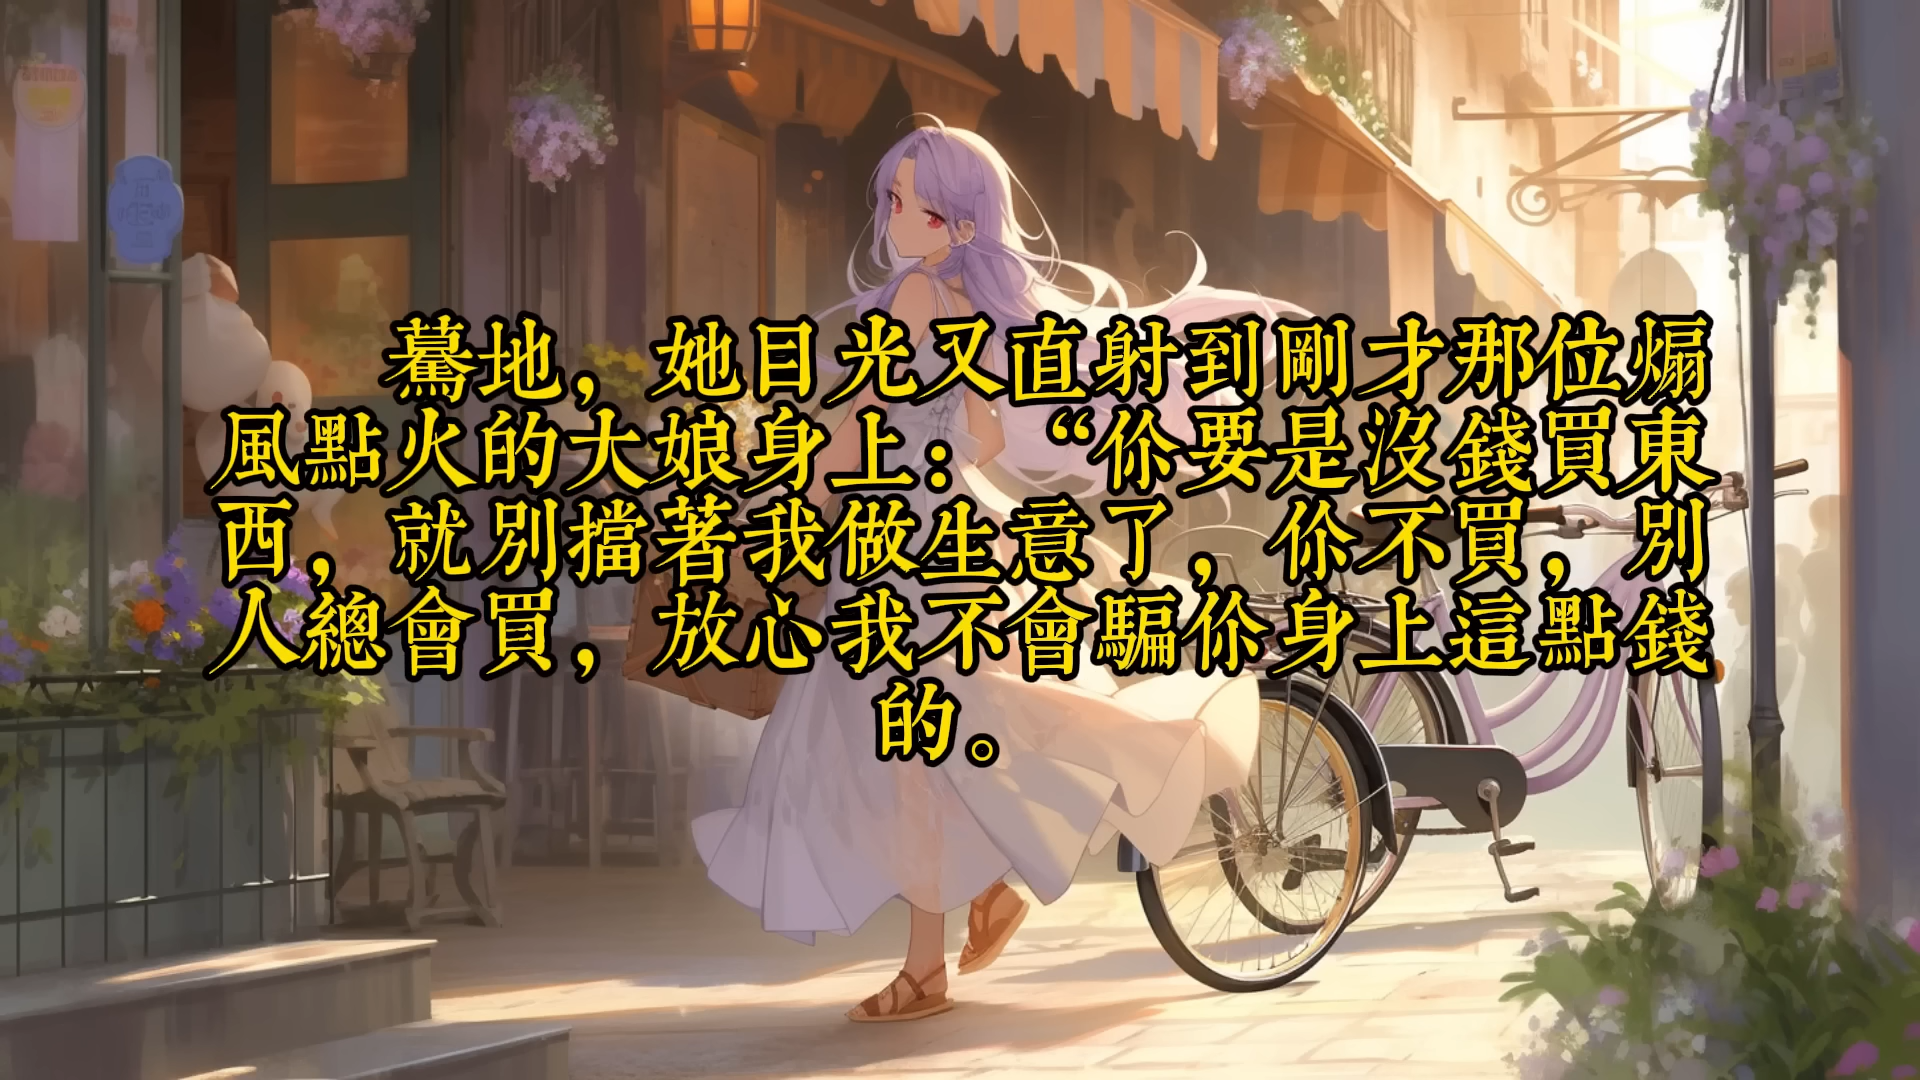 驀地，她目光又直射到剛才那位煽
風點火的大娘身上：“你要是沒錢買東
西，就別擋著我做生意了，你不買，別
人總會買，放心我不會騙你身上這點錢
的。